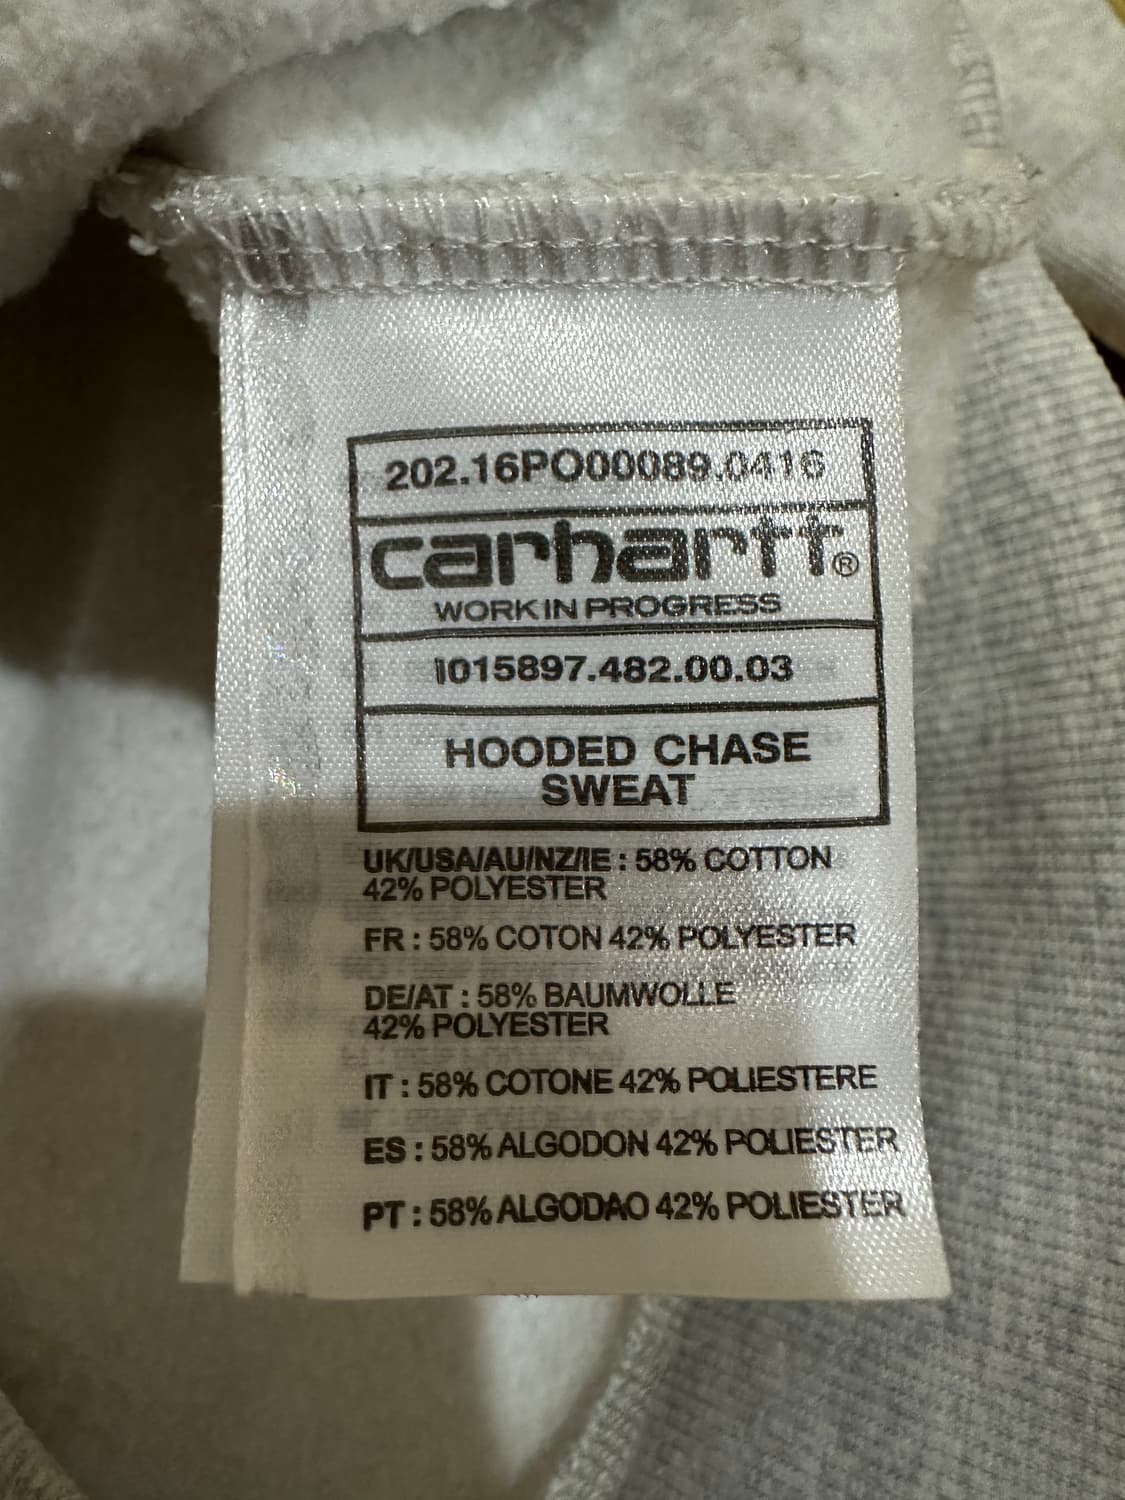 202.16PO00089.0416
carhartt®
WORK IN PROGRESS
I015897.482.00.03
HOODED CHASE
SWEAT
UK/USA/AU/NZ/IE : 58% COTTON
42% POLYESTER
FR : 58% COTON 42% POLYESTER
DE/AT : 58% BAUMWOLLE
42% POLYESTER
IT : 58% COTONE 42% POLIESTERE
ES : 58% ALGODON 42% POLIESTER
PT : 58% ALGODAO 42% POLIESTER